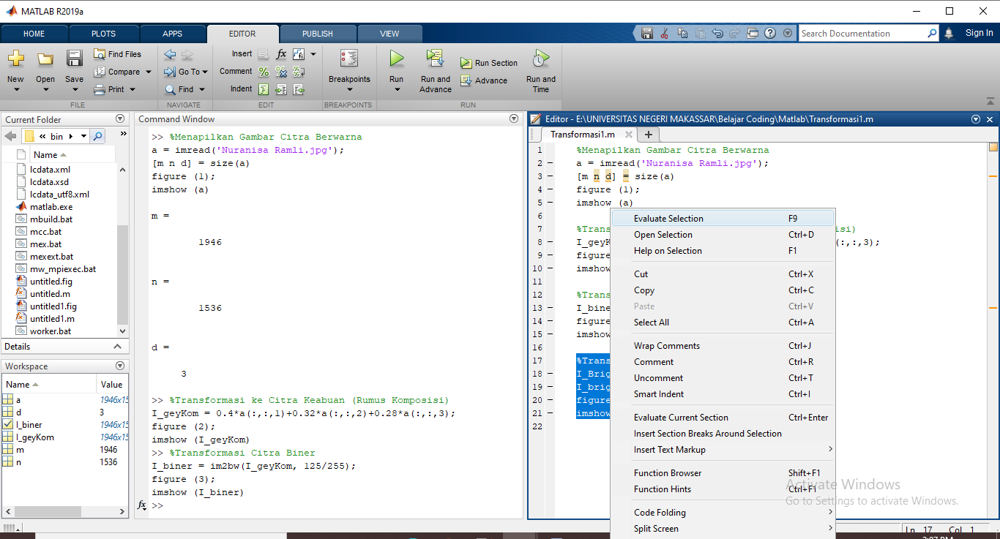 MATLAB R2019a
HOME PLOTS APPS EDITOR PUBLISH VIEW
Search Documentation
Sign In
New
Open
Save
Find Files
Compare
Print
FILE
Go To
Find
NAVIGATE
Insert
Comment
Indent
EDIT
Breakpoints
BREAKPOINTS
Run
Run and Advance
Run Section
Advance
Run and Time
RUN
Current Folder
« bin
»
Name
lcdata.xml
lcdata.xsd
lcdata_utf8.xml
matlab.exe
mbuild.bat
mcc.bat
mex.bat
mexext.bat
mw_mpiexec.bat
untitled.fig
untitled.m
untitled1.fig
untitled1.m
worker.bat
Details
Workspace
Name Value
a 1946x15
d 3
I_biner 1946x15
I_geyKom 1946x15
m 1946
n 1536
Command Window
>> %Menapilkan Gambar Citra Berwarna
a = imread('Nuranisa Ramli.jpg');
[m n d] = size(a)
figure (1);
imshow (a)
m =
1946
n =
1536
d =
3
>> %Transformasi ke Citra Keabuan (Rumus Komposisi)
I_geyKom = 0.4*a(:,:,1)+0.32*a(:,:,2)+0.28*a(:,:,3);
figure (2);
imshow (I_geyKom)
>> %Transformasi Citra Biner
I_biner = im2bw(I_geyKom, 125/255);
figure (3);
imshow (I_biner)
fx >>
Editor - E:\UNIVERSITAS NEGERI MAKASSAR\Belajar Coding\Matlab\Transformasi1.m
Transformasi1.m
1 %Menapilkan Gambar Citra Berwarna
2 – a = imread('Nuranisa Ramli.jpg');
3 – [m n d] = size(a)
4 – figure (1);
5 – imshow (a)
6
7 %Trans isi)
8 – I_geyK (:,:,3);
9 – figure
10 – imshow
11
12 %Trans
13 – I_bine
14 – figure
15 – imshow
16
17 %Trans
18 – I_Brig
19 – I_brig
20 – figure
21 – imshow
22
Evaluate Selection F9
Open Selection Ctrl+D
Help on Selection F1
Cut Ctrl+X
Copy Ctrl+C
Paste Ctrl+V
Select All Ctrl+A
Wrap Comments Ctrl+J
Comment Ctrl+R
Uncomment Ctrl+T
Smart Indent Ctrl+I
Evaluate Current Section Ctrl+Enter
Insert Section Breaks Around Selection
Insert Text Markup
Function Browser Shift+F1
Function Hints Ctrl+F1
Code Folding
Split Screen
Activate Windows
Go to Settings to activate Windows.
Ln 17 Col 1